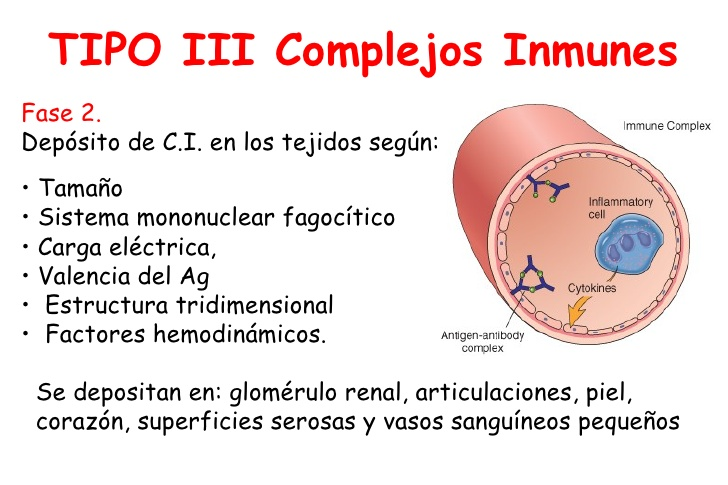 TIPO III Complejos Inmunes
Fase 2.
Depósito de C.I. en los tejidos según:
• Tamaño
• Sistema mononuclear fagocítico
• Carga eléctrica,
• Valencia del Ag
• Estructura tridimensional
• Factores hemodinámicos.
Immune Complex
Inflammatory
cell
Cytokines
Antigen-antibody
complex
Se depositan en: glomérulo renal, articulaciones, piel,
corazón, superficies serosas y vasos sanguíneos pequeños